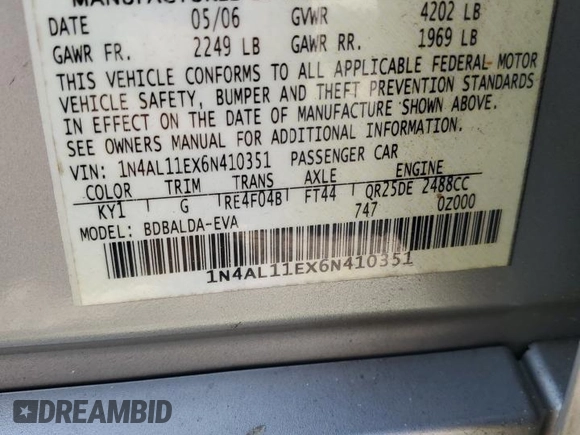 DATE 05/06 GVWR 4202 LB
GAWR FR. 2249 LB GAWR RR. 1969 LB
THIS VEHICLE CONFORMS TO ALL APPLICABLE FEDERAL MOTOR
VEHICLE SAFETY, BUMPER AND THEFT PREVENTION STANDARDS
IN EFFECT ON THE DATE OF MANUFACTURE SHOWN ABOVE.
SEE OWNERS MANUAL FOR ADDITIONAL INFORMATION.
VIN: 1N4AL11EX6N410351 PASSENGER CAR
COLOR TRIM TRANS AXLE ENGINE
KY1 G RE4F04B FT44 QR25DE 2488CC
747 0Z000
MODEL: BDBALDA-EVA
1N4AL11EX6N410351
DREAMBID